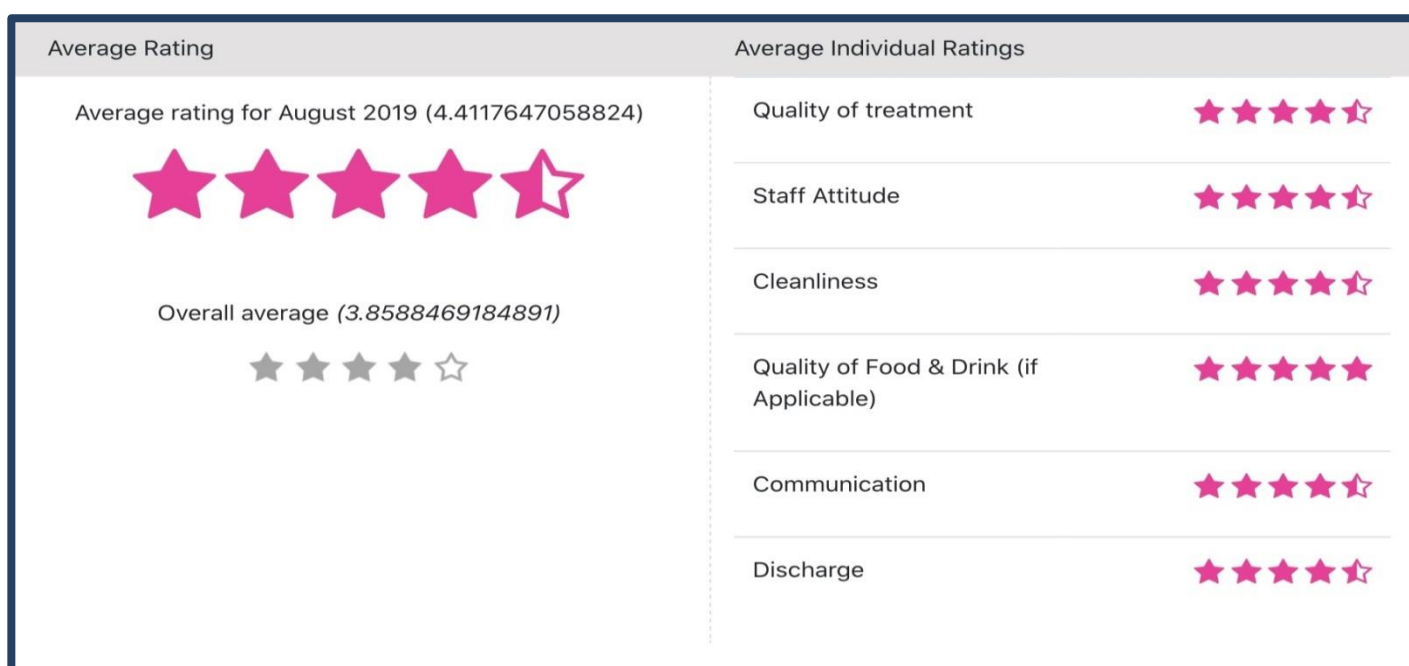 Average Rating
Average rating for August 2019 (4.4117647058824)
Overall average (3.8588469184891)
Average Individual Ratings
Quality of treatment
Staff Attitude
Cleanliness
Quality of Food & Drink (if
Applicable)
Communication
Discharge